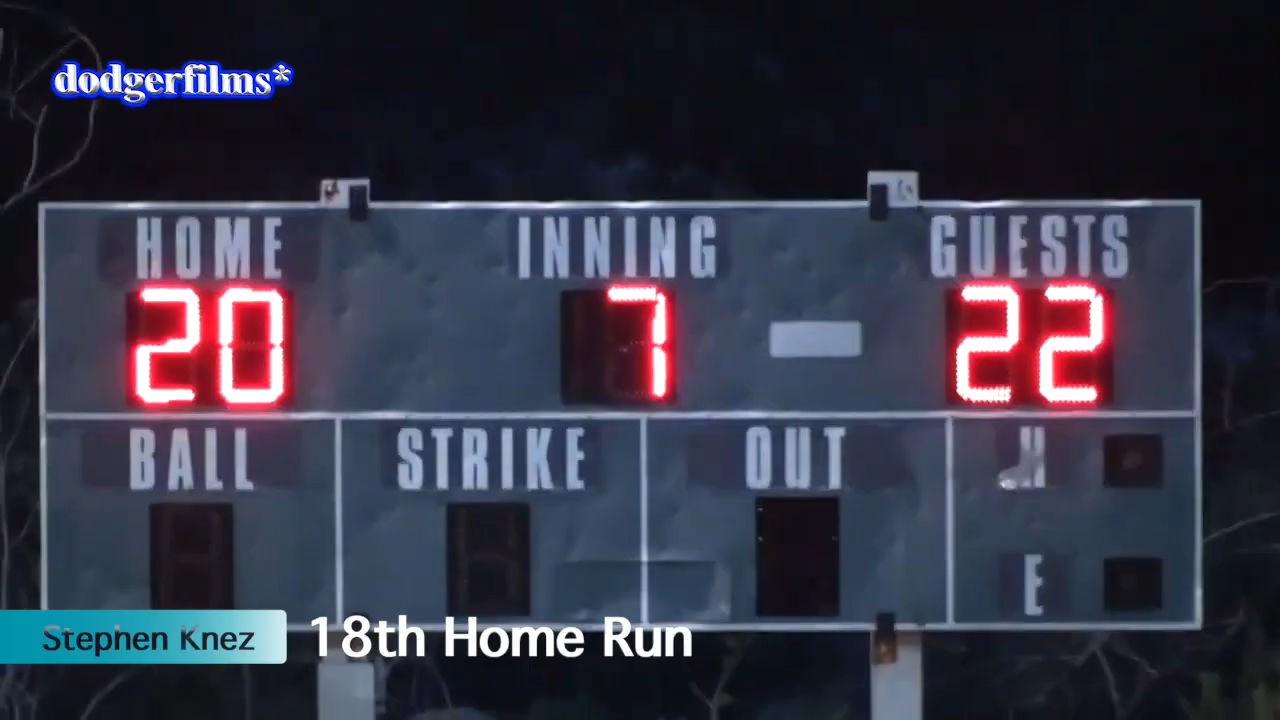 dodgerfilms*
HOME INNING GUESTS
20 7 22
BALL STRIKE OUT H
E
Stephen Knez 18th Home Run